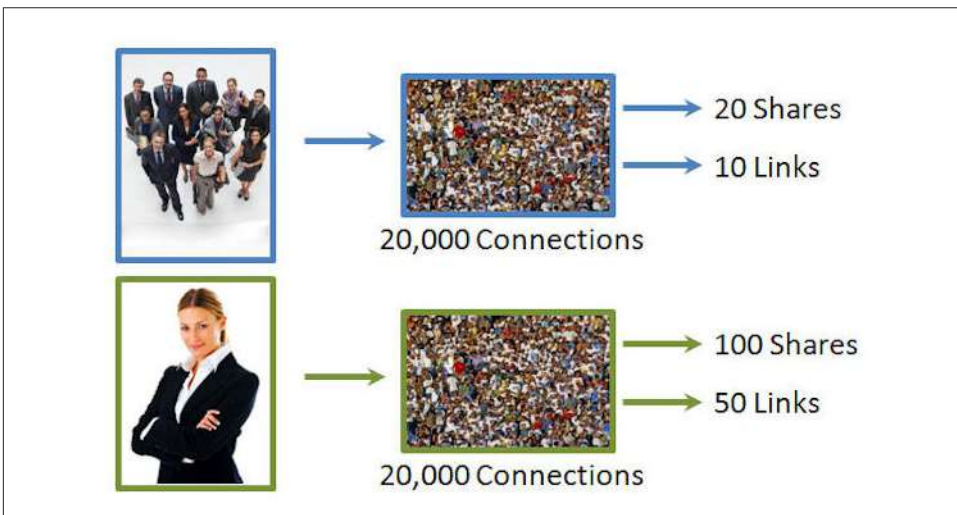 20 Shares
10 Links
20,000 Connections
100 Shares
50 Links
20,000 Connections